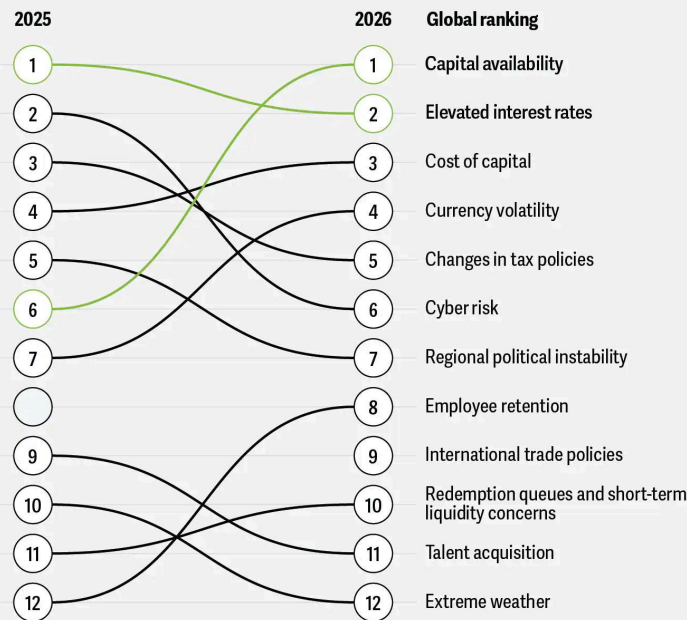 2025 2026 Global ranking
1 1 Capital availability
2 2 Elevated interest rates
3 3 Cost of capital
4 4 Currency volatility
5 5 Changes in tax policies
6 6 Cyber risk
7 7 Regional political instability
8 Employee retention
9 9 International trade policies
10 10 Redemption queues and short-term
liquidity concerns
11 11 Talent acquisition
12 12 Extreme weather